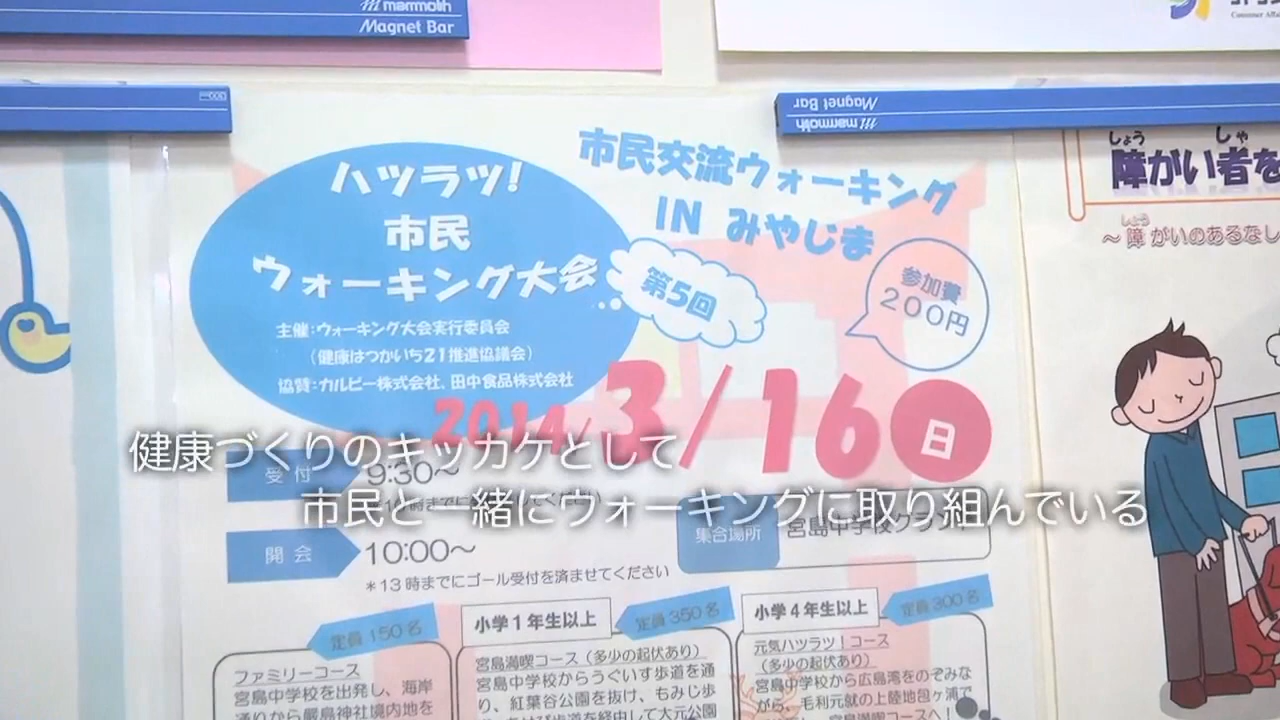 mammoth
Magnet Bar
mammoth
Magnet Bar
市民交流ウォーキング
IN みやじま
ハツラツ!
市民
ウォーキング大会
第5回
参加費
200円
主催:ウォーキング大会実行委員会
(健康はつかいち21推進協議会)
協賛:カルビー株式会社、田中食品株式会社
2014/3/16 日
健康づくりのキッカケとして
市民と一緒にウォーキングに取り組んでいる
受付
9:30〜
開会
10:00〜
*13時までにゴール受付を済ませてください
集合場所
宮島中学校グランド
定員150名
ファミリーコース
宮島中学校を出発し、海岸
通りから厳島神社境内地を
小学1年生以上
定員350名
宮島満喫コース(多少の起伏あり)
宮島中学校からうぐいす歩道を通
り、紅葉谷公園を抜け、もみじ歩
小学4年生以上
定員300名
元気ハツラツ!コース
(多少の起伏あり)
宮島中学校から広島湾をのぞみな
がら、毛利元就の上陸地包ヶ浦で
しょう しゃ
障がい者を
しょう
〜障がいのあるなし